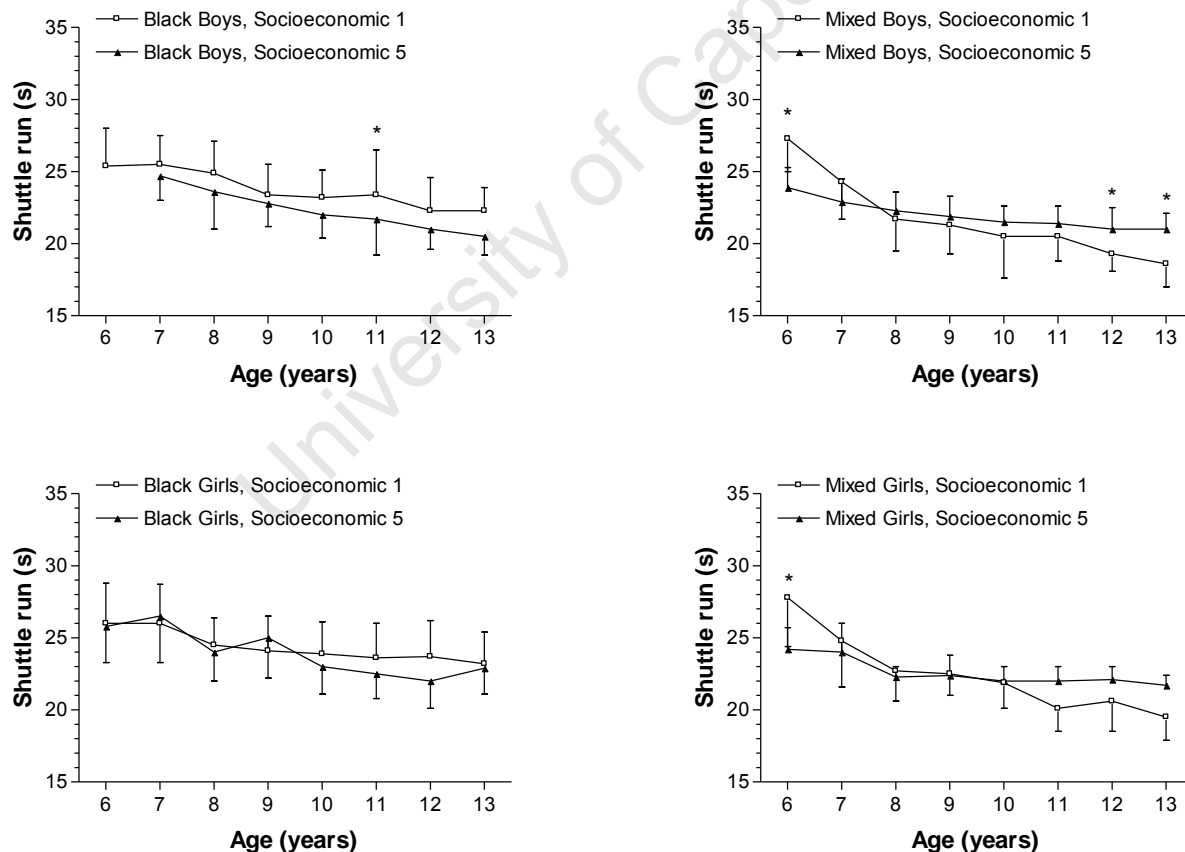 Black Boys, Socioeconomic 1
Black Boys, Socioeconomic 5
Shuttle run (s)
35
30
25
20
15
*
6 7 8 9 10 11 12 13
Age (years)
Mixed Boys, Socioeconomic 1
Mixed Boys, Socioeconomic 5
Shuttle run (s)
35
30
25
20
15
* * *
6 7 8 9 10 11 12 13
Age (years)
Black Girls, Socioeconomic 1
Black Girls, Socioeconomic 5
Shuttle run (s)
35
30
25
20
15
6 7 8 9 10 11 12 13
Age (years)
Mixed Girls, Socioeconomic 1
Mixed Girls, Socioeconomic 5
Shuttle run (s)
35
30
25
20
15
*
6 7 8 9 10 11 12 13
Age (years)
University of